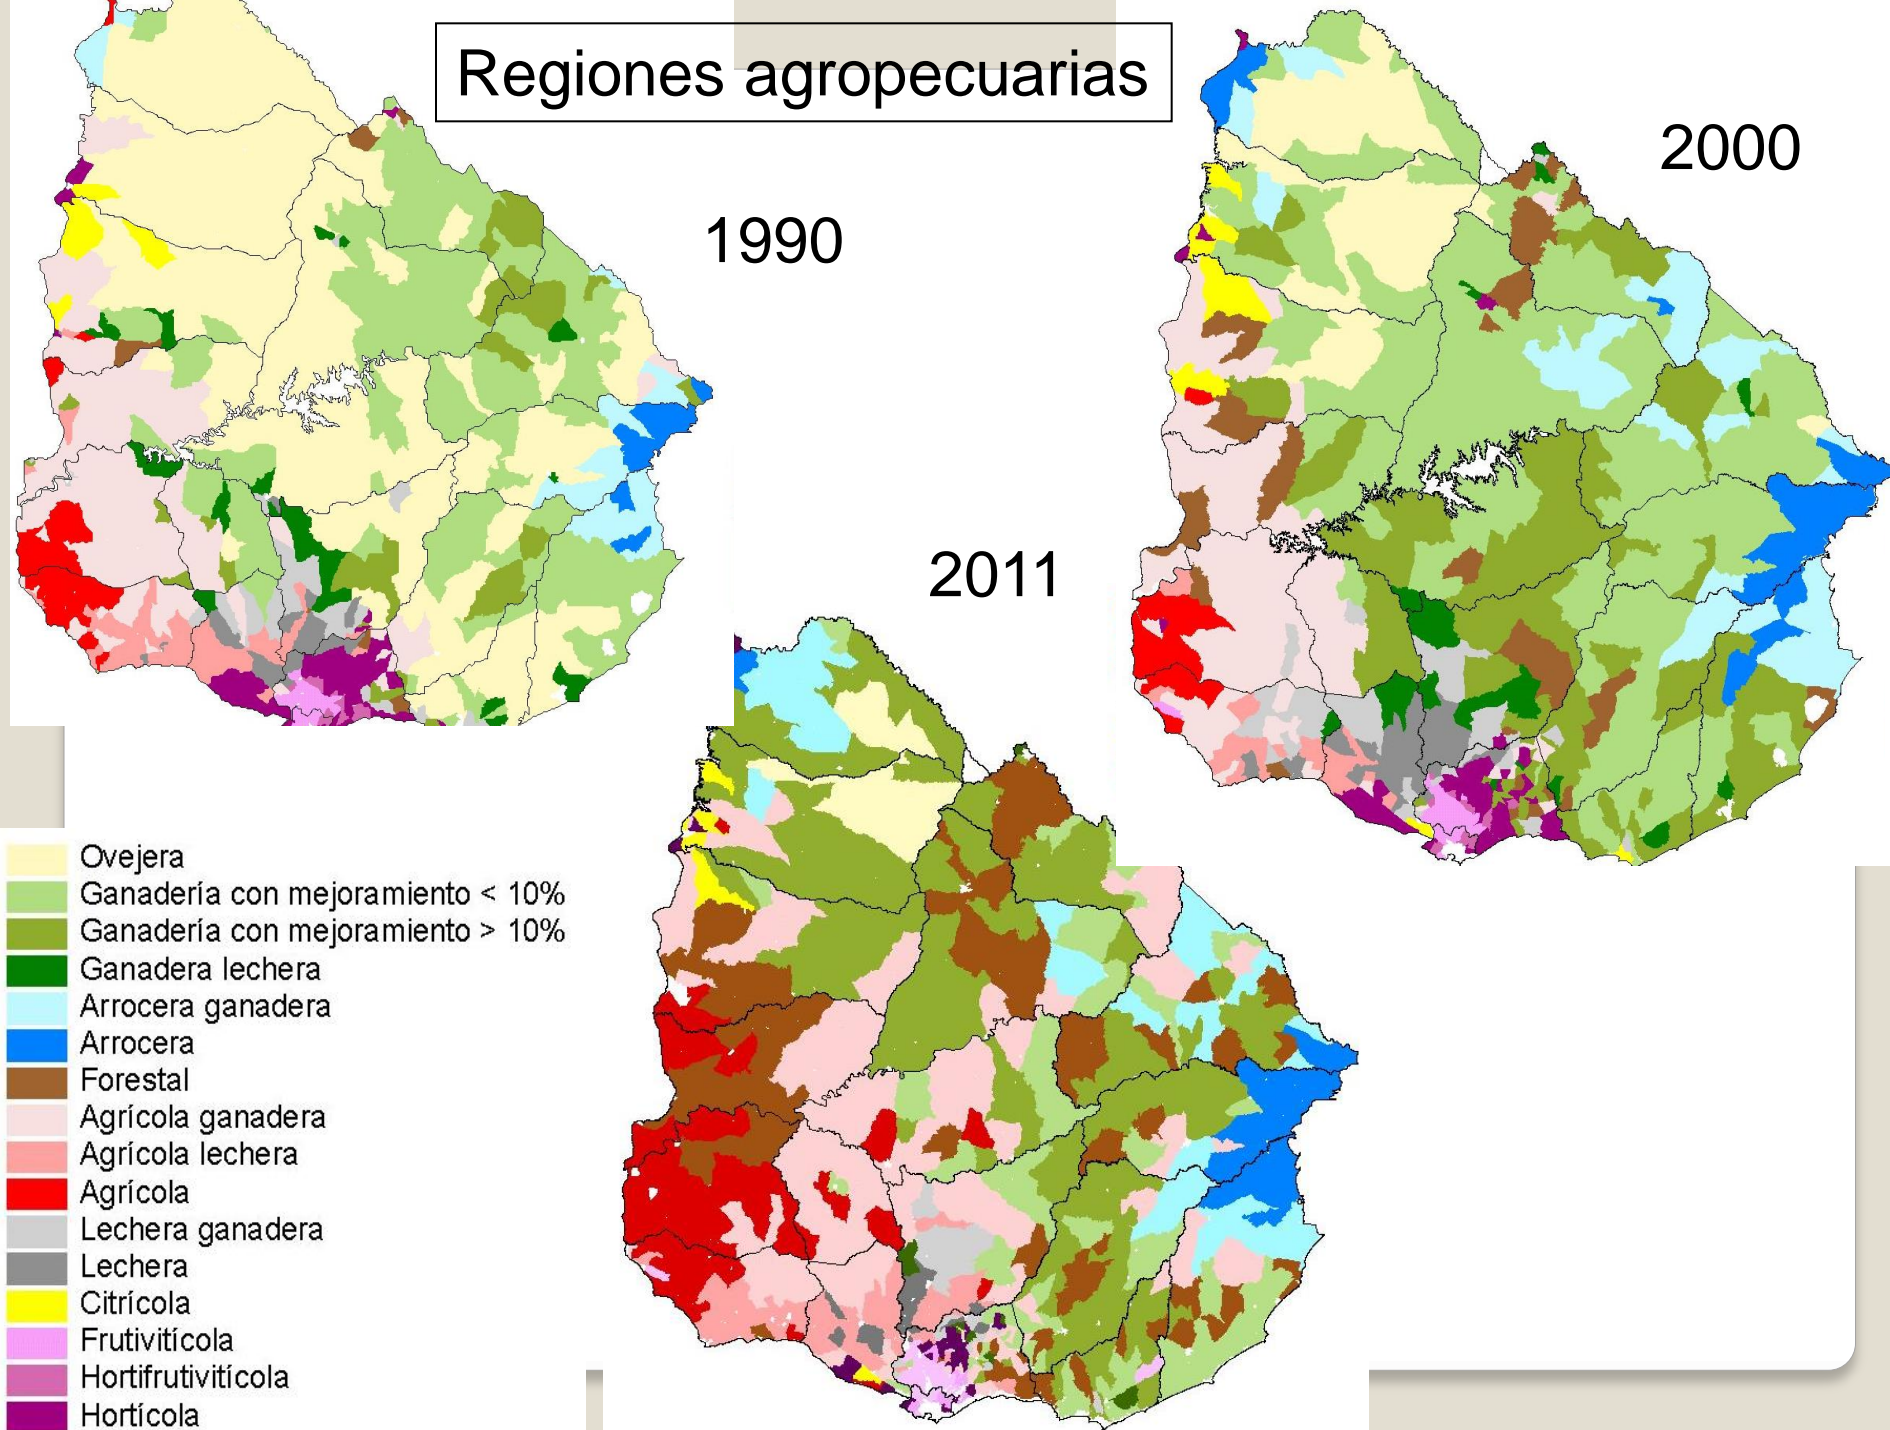 Regiones agropecuarias
1990
2000
2011
Ovejera
Ganadería con mejoramiento < 10%
Ganadería con mejoramiento > 10%
Ganadera lechera
Arrocera ganadera
Arrocera
Forestal
Agrícola ganadera
Agrícola lechera
Agrícola
Lechera ganadera
Lechera
Citrícola
Frutivitícola
Hortifrutivitícola
Hortícola